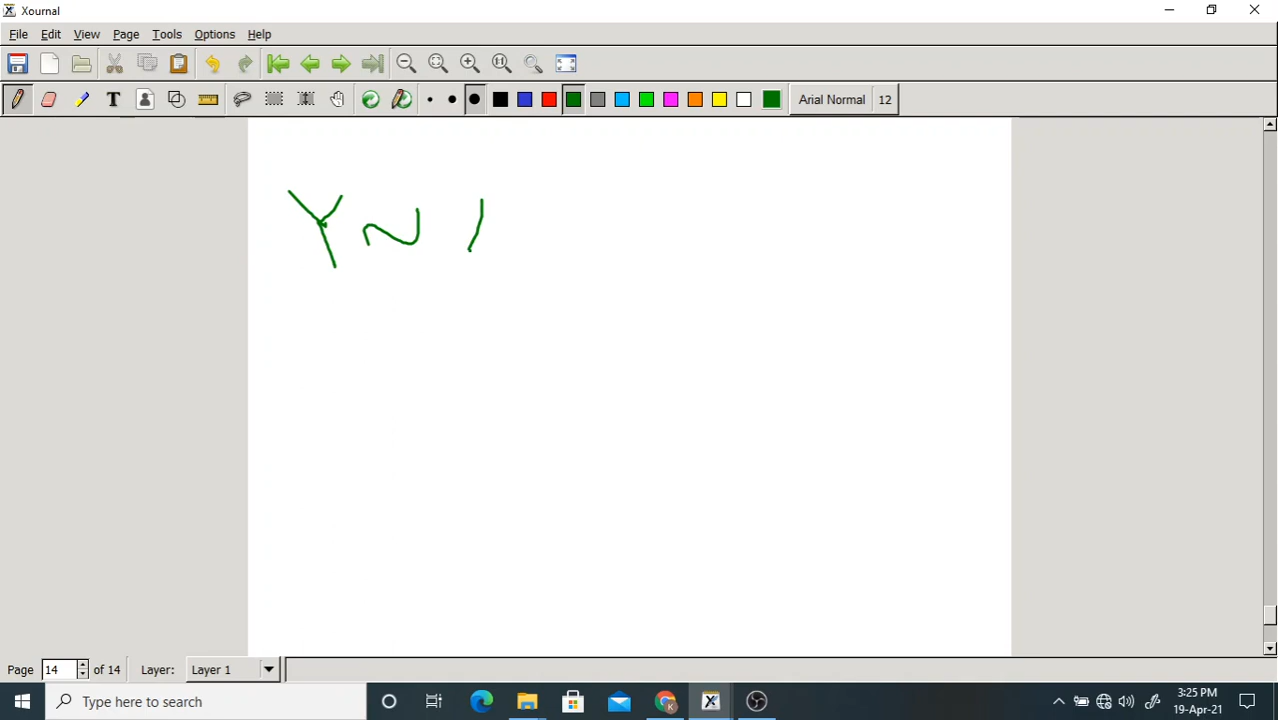 Xournal
File Edit View Page Tools Options Help
T Arial Normal 12
Y N /
Page 14 of 14 Layer: Layer 1
Type here to search 3:25 PM
19-Apr-21